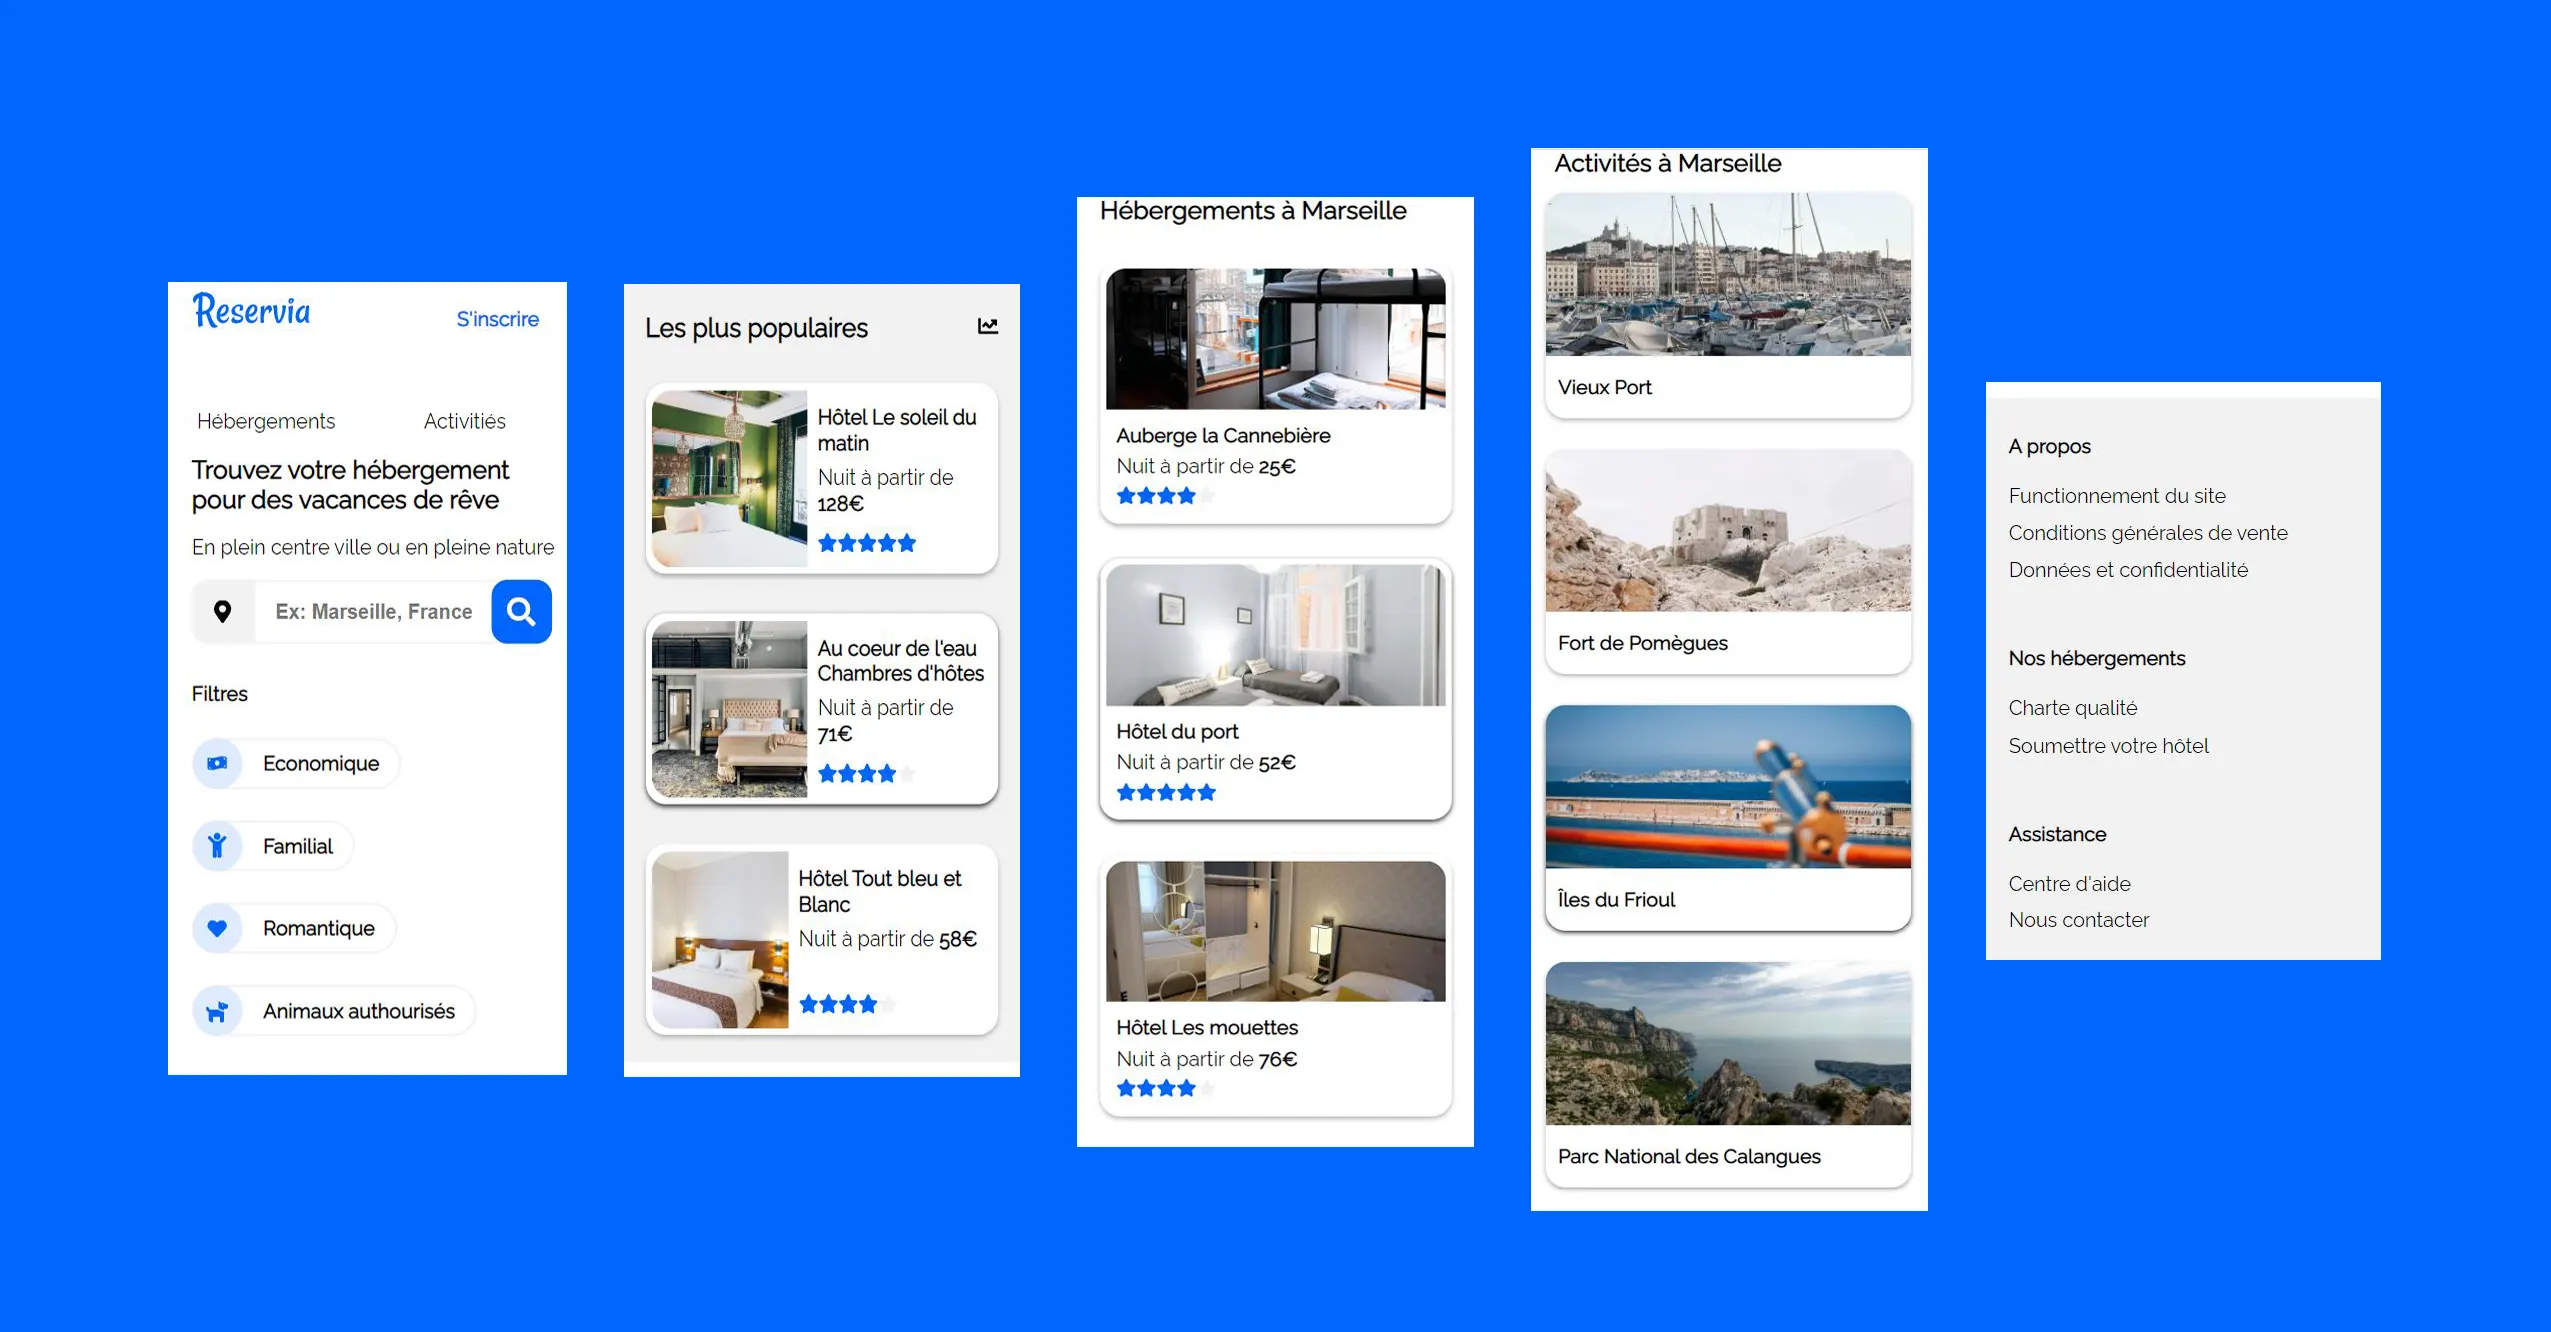 Reservia
S'inscrire
Hébergements
Activitiés
Trouvez votre hébergement
pour des vacances de rêve
En plein centre ville ou en pleine nature
Ex: Marseille, France
Filtres
Economique
Familial
Romantique
Animaux authourisés
Les plus populaires
Hôtel Le soleil du
matin
Nuit à partir de
128€
Au coeur de l'eau
Chambres d'hôtes
Nuit à partir de
71€
Hôtel Tout bleu et
Blanc
Nuit à partir de 58€
Hébergements à Marseille
Auberge la Cannebière
Nuit à partir de 25€
Hôtel du port
Nuit à partir de 52€
Hôtel Les mouettes
Nuit à partir de 76€
Activités à Marseille
Vieux Port
Fort de Pomègues
Îles du Frioul
Parc National des Calangues
A propos
Functionnement du site
Conditions générales de vente
Données et confidentialité
Nos hébergements
Charte qualité
Soumettre votre hôtel
Assistance
Centre d'aide
Nous contacter